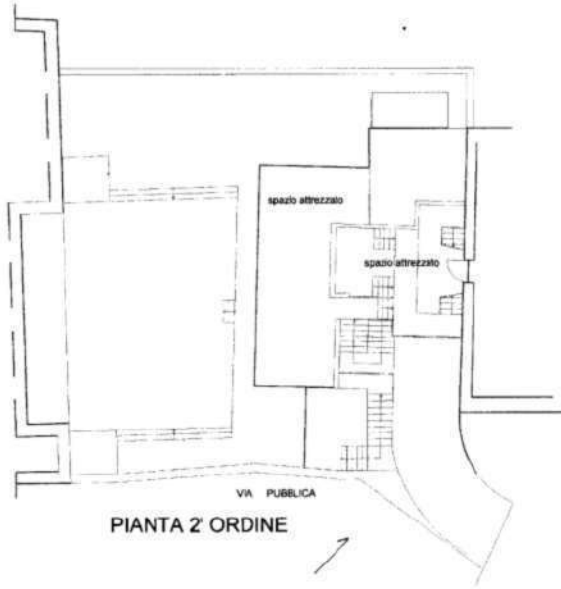 spazio attrezzato
spazio attrezzato
VIA PUBBLICA
PIANTA 2' ORDINE